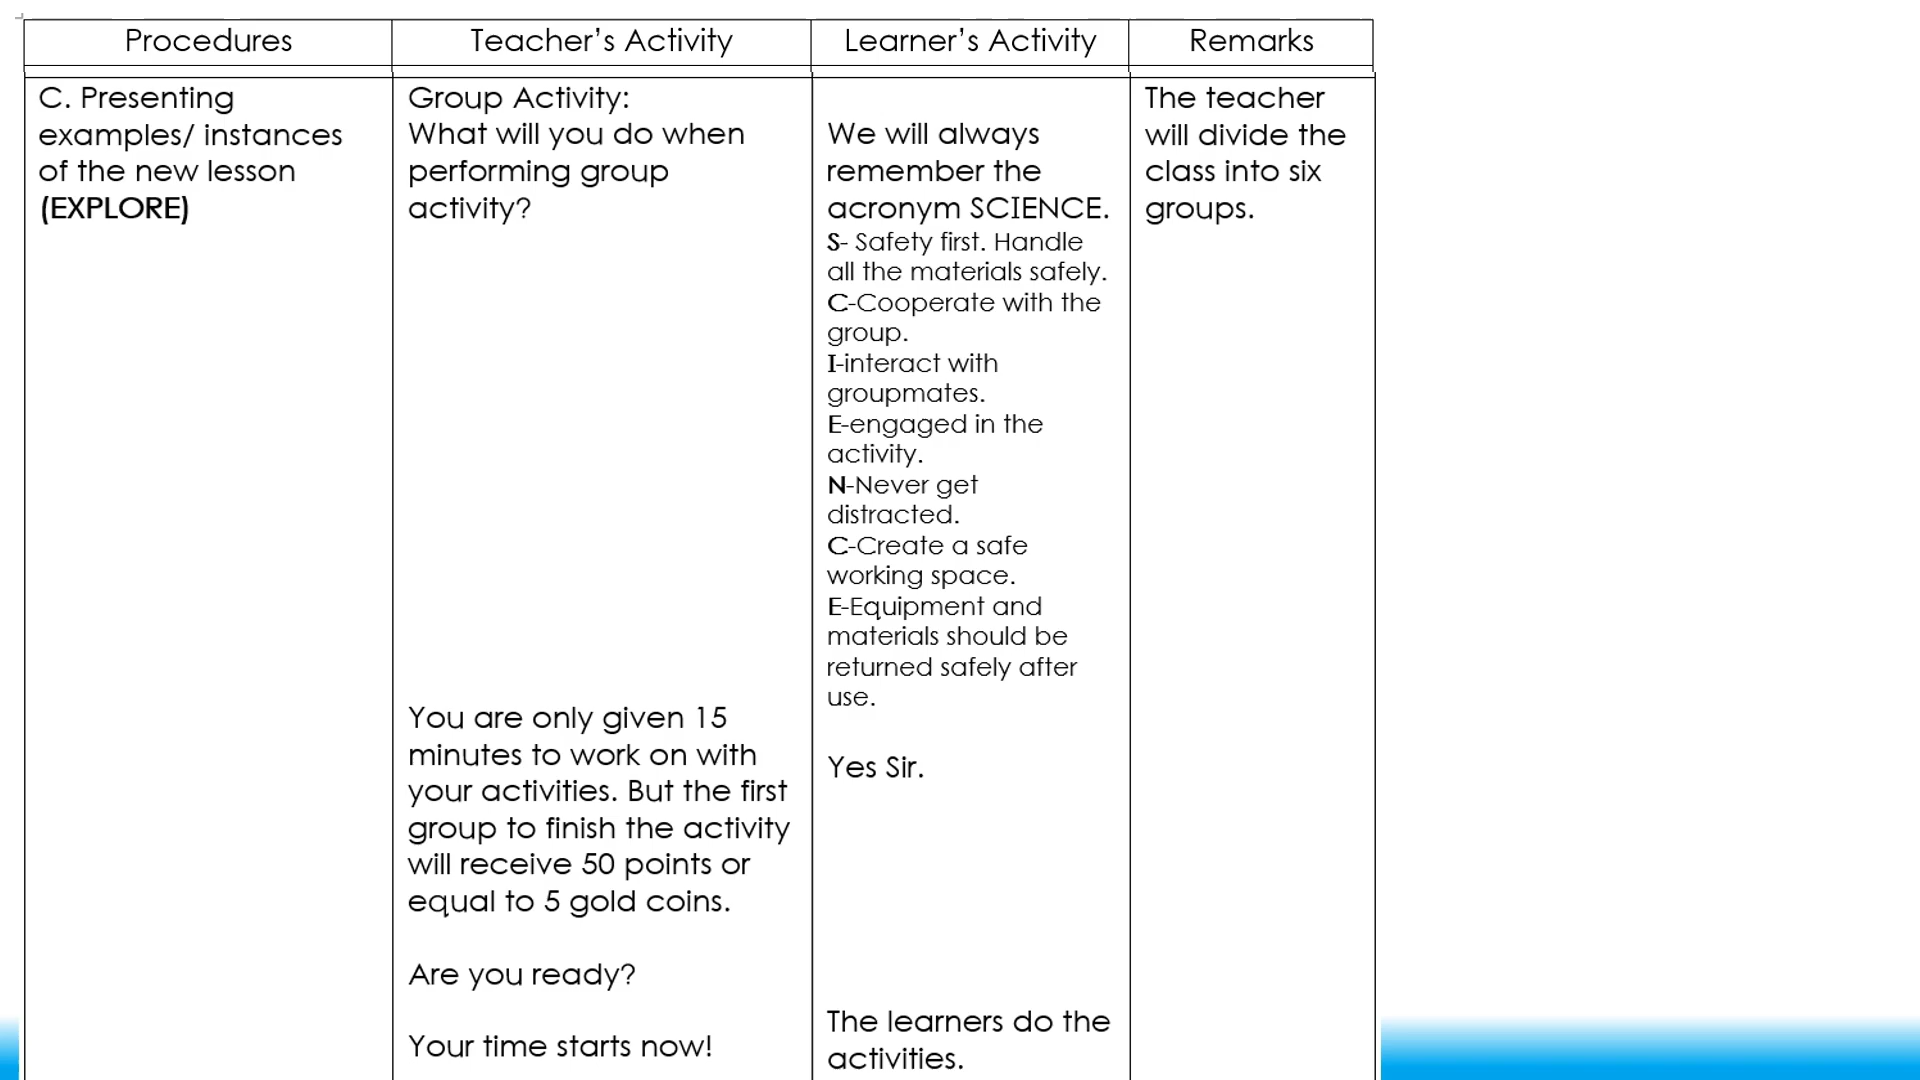 Procedures
Teacher’s Activity
Learner’s Activity
Remarks
C. Presenting
examples/ instances
of the new lesson
(EXPLORE)
Group Activity:
What will you do when
performing group
activity?
You are only given 15
minutes to work on with
your activities. But the first
group to finish the activity
will receive 50 points or
equal to 5 gold coins.
Are you ready?
Your time starts now!
We will always
remember the
acronym SCIENCE.
S- Safety first. Handle
all the materials safely.
C-Cooperate with the
group.
I-interact with
groupmates.
E-engaged in the
activity.
N-Never get
distracted.
C-Create a safe
working space.
E-Equipment and
materials should be
returned safely after
use.
Yes Sir.
The learners do the
activities.
The teacher
will divide the
class into six
groups.